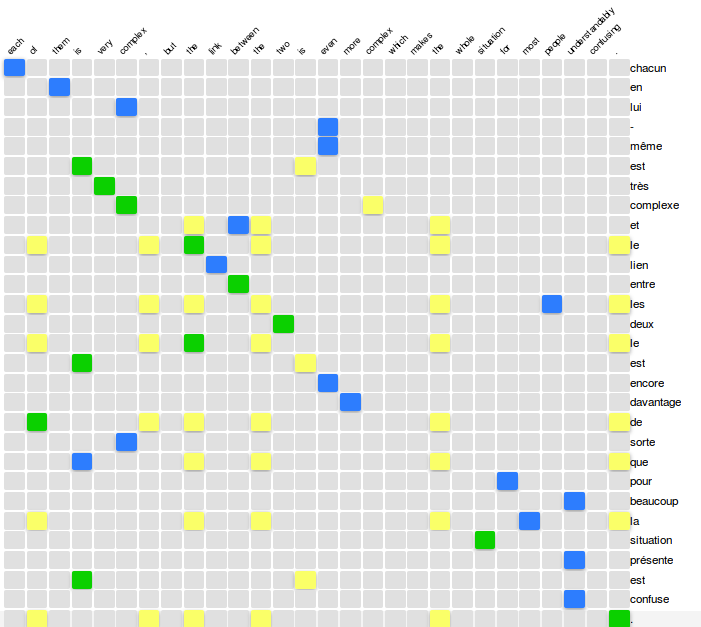 each of them is very complex , but the link between the two is even more complex which makes the whole situation for most people understandably confusing .
chacun
en
lui
-
même
est
très
complexe
et
le
lien
entre
les
deux
le
est
encore
davantage
de
sorte
que
pour
beaucoup
la
situation
présente
est
confuse
.